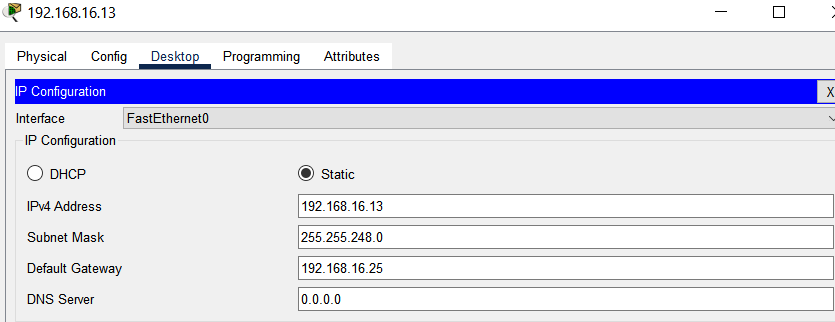 192.168.16.13
Physical Config Desktop Programming Attributes
IP Configuration X
Interface FastEthernet0
IP Configuration
DHCP Static
IPv4 Address 192.168.16.13
Subnet Mask 255.255.248.0
Default Gateway 192.168.16.25
DNS Server 0.0.0.0